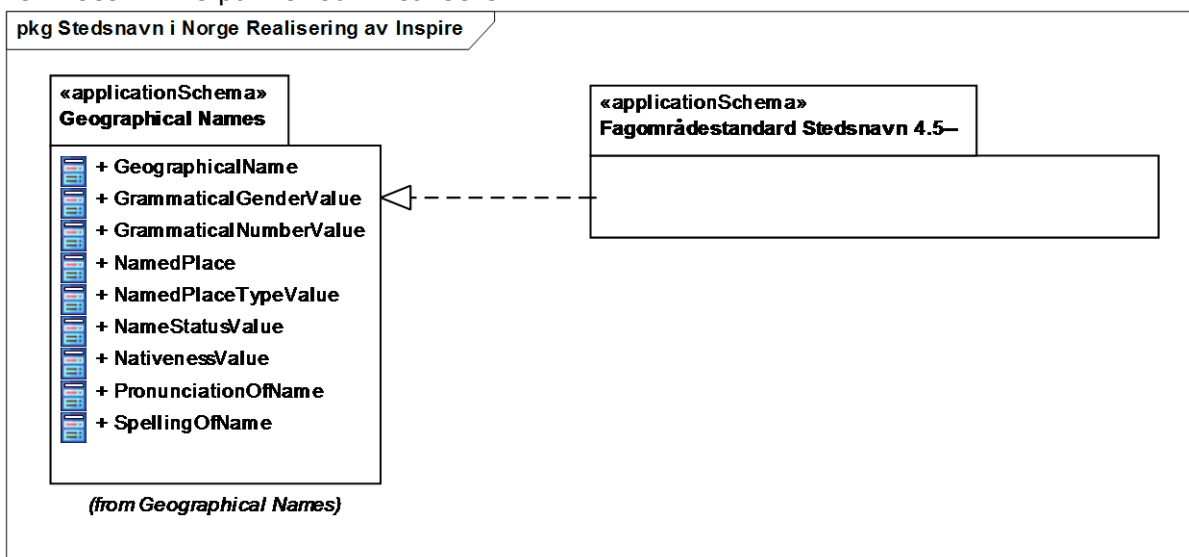 pkg Stedsnavn i Norge Realisering av Inspire
«applicationSchema»
Geographical Names
+ GeographicalName
+ GrammaticalGenderValue
+ GrammaticalNumberValue
+ NamedPlace
+ NamedPlaceTypeValue
+ NameStatusValue
+ NativenessValue
+ PronunciationOfName
+ SpellingOfName
(from Geographical Names)
«applicationSchema»
Fagområdestandard Stedsnavn 4.5--